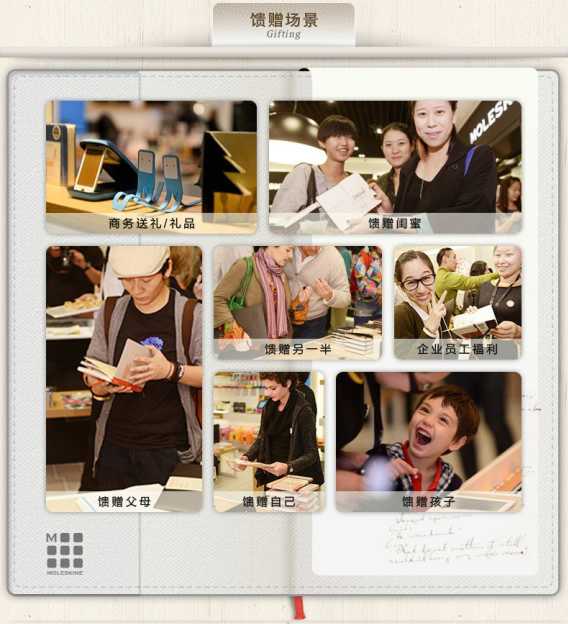 馈赠场景
Gifting
MOLESK
商务送礼/礼品
馈赠闺蜜
馈赠另一半
企业员工福利
馈赠父母
馈赠自己
馈赠孩子
M
MOLESKINE